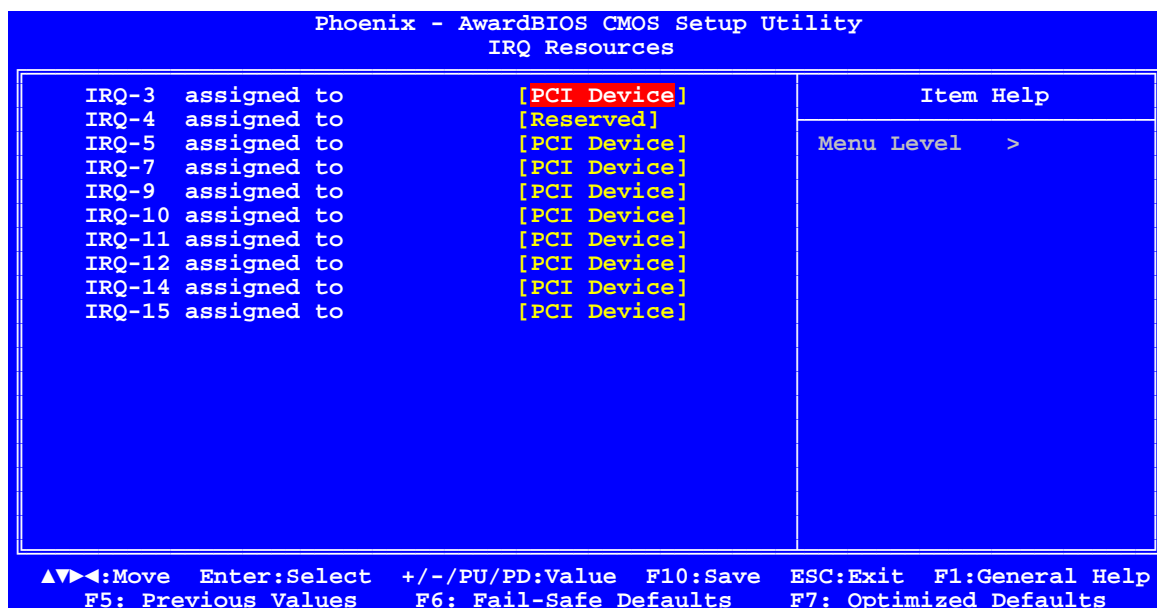 Phoenix - AwardBIOS CMOS Setup Utility
IRQ Resources
IRQ-3 assigned to [PCI Device]
IRQ-4 assigned to [Reserved]
IRQ-5 assigned to [PCI Device]
IRQ-7 assigned to [PCI Device]
IRQ-9 assigned to [PCI Device]
IRQ-10 assigned to [PCI Device]
IRQ-11 assigned to [PCI Device]
IRQ-12 assigned to [PCI Device]
IRQ-14 assigned to [PCI Device]
IRQ-15 assigned to [PCI Device]
Item Help
Menu Level >
▲▼►◄:Move Enter:Select +/-/PU/PD:Value F10:Save ESC:Exit F1:General Help
F5: Previous Values F6: Fail-Safe Defaults F7: Optimized Defaults